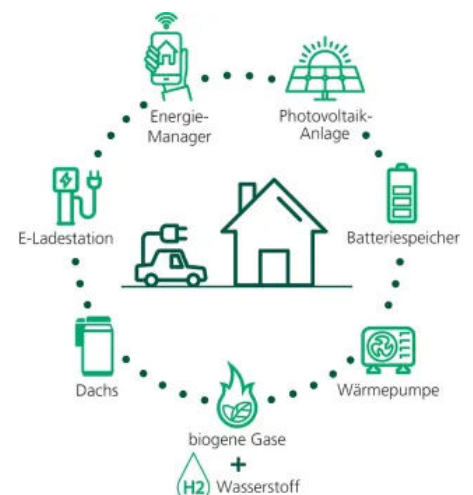 Energie-
Manager
Photovoltaik-
Anlage
E-Ladestation
Batteriespeicher
Dachs
Wärmepumpe
biogene Gase
+
H2 Wasserstoff